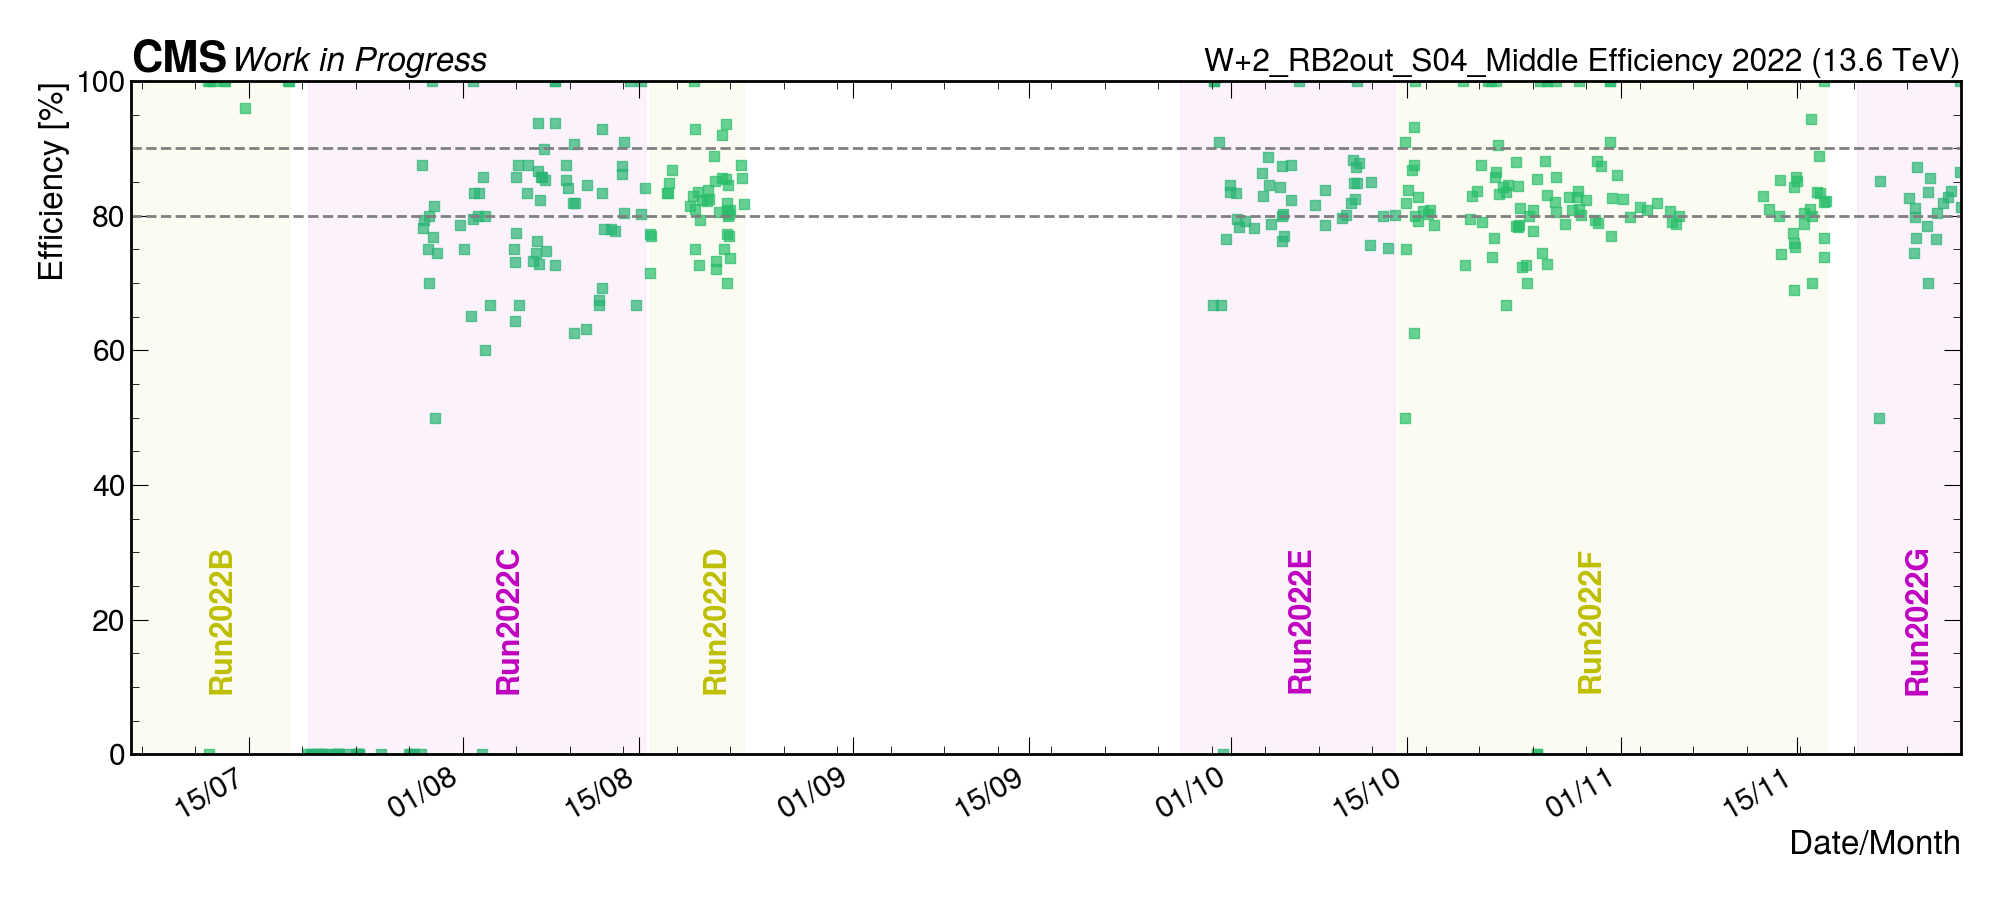 CMS Work in Progress
W+2_RB2out_S04_Middle Efficiency 2022 (13.6 TeV)
Efficiency [%]
100
80
60
40
20
0
Run2022B
Run2022C
Run2022D
Run2022E
Run2022F
Run2022G
15/07
01/08
15/08
01/09
15/09
01/10
15/10
01/11
15/11
Date/Month